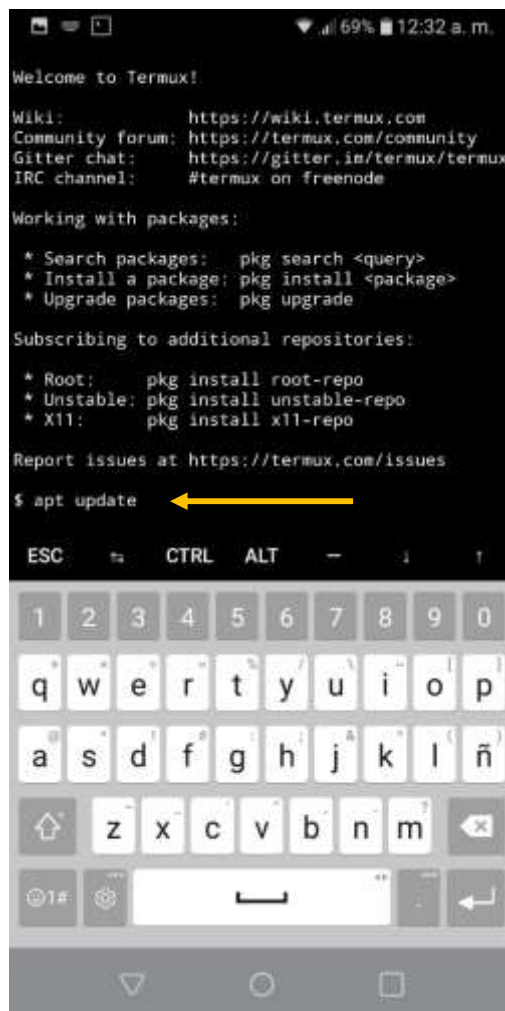 69% 12:32 a. m.
Welcome to Termux!
Wiki: https://wiki.termux.com
Community forum: https://termux.com/community
Gitter chat: https://gitter.im/termux/termux
IRC channel: #termux on freenode
Working with packages:
* Search packages: pkg search <query>
* Install a package: pkg install <package>
* Upgrade packages: pkg upgrade
Subscribing to additional repositories:
* Root: pkg install root-repo
* Unstable: pkg install unstable-repo
* X11: pkg install x11-repo
Report issues at https://termux.com/issues
$ apt update
ESC CTRL ALT – ↓ ↑
1 2 3 4 5 6 7 8 9 0
q w e r t y u i o p
a s d f g h j k l ñ
z x c v b n m
1# .